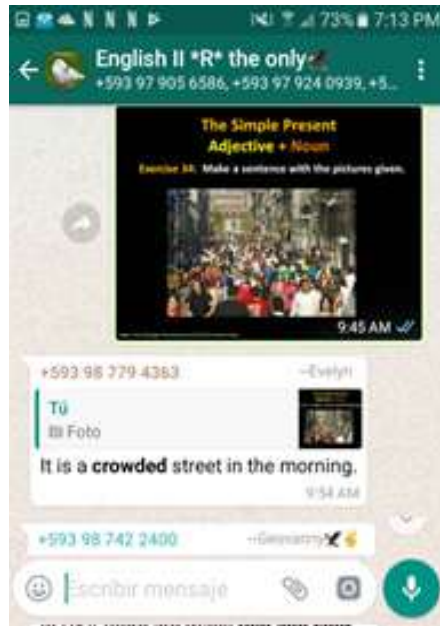 73% 7:13 PM
English II *R* the only
+593 97 905 6586, +593 97 924 0939, +5...
The Simple Present
Adjective + Noun
Exercise 34: Make a sentence with the pictures given.
9:45 AM
+593 98 779 4363 ~Evelyn
Tú
Foto
It is a crowded street in the morning.
9:54 AM
+593 98 742 2400 ~Geovanny
Escribir mensaje